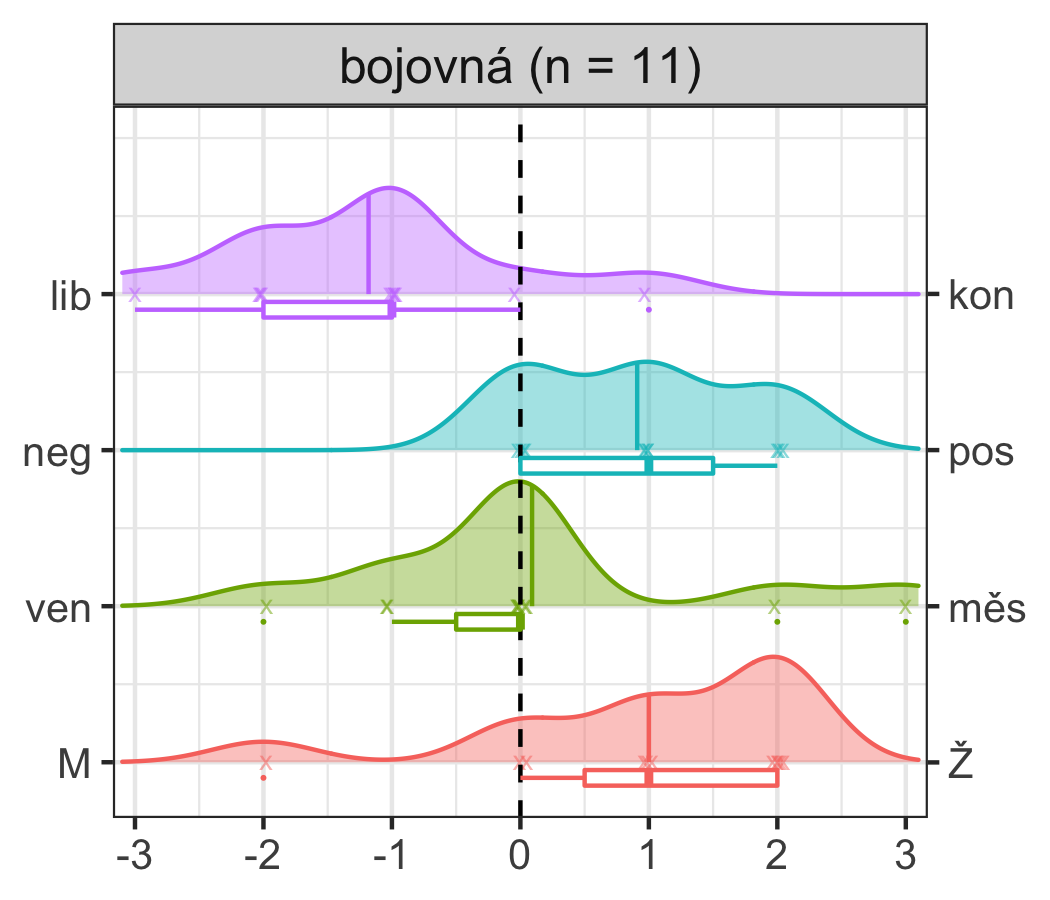 bojovná (n = 11)
lib kon
neg pos
ven měs
M Ž
-3 -2 -1 0 1 2 3